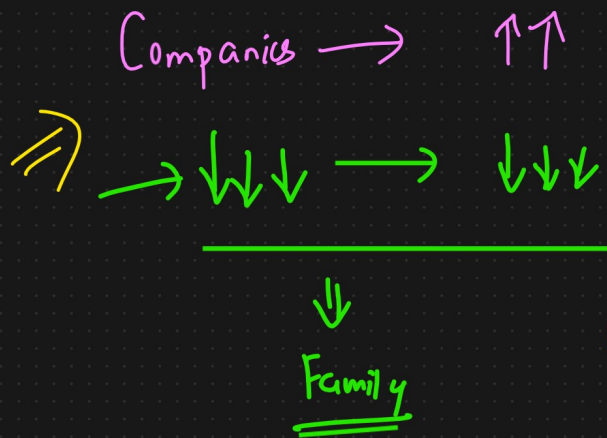 Companies → ↑↑
₹ → ↓↓↓ → ↓↓↓
⇓
Family